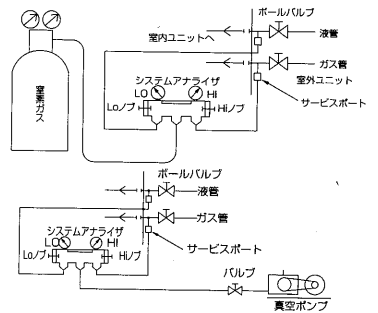 ボールバルブ
室内ユニットへ
液管
ガス管
室外ユニット
サービスポート
システムアナライザ
LO
Hi
Loノブ
Hiノブ
窒素ガス
ボールバルブ
液管
ガス管
サービスポート
システムアナライザ
LO
HI
Loノブ
Hiノブ
バルブ
真空ポンプ